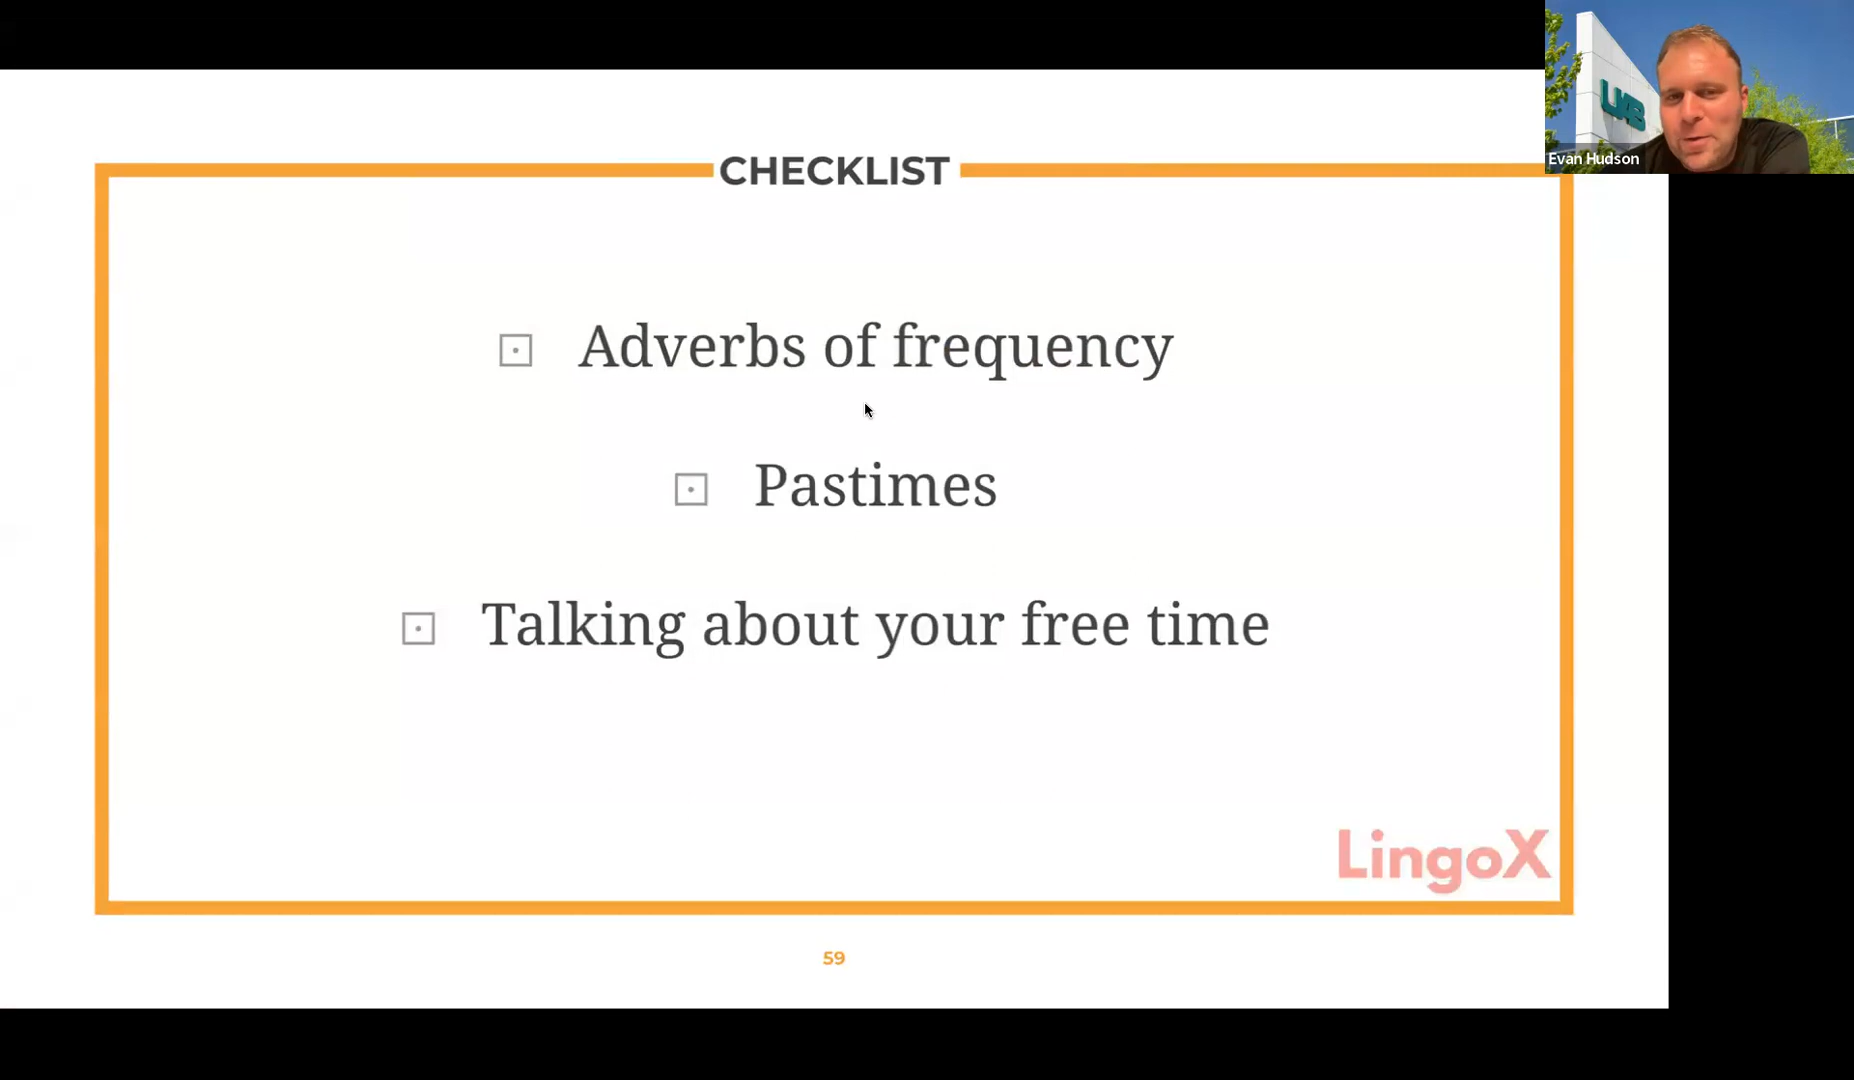 UAB
Evan Hudson
CHECKLIST
Adverbs of frequency
Pastimes
Talking about your free time
LingoX
59